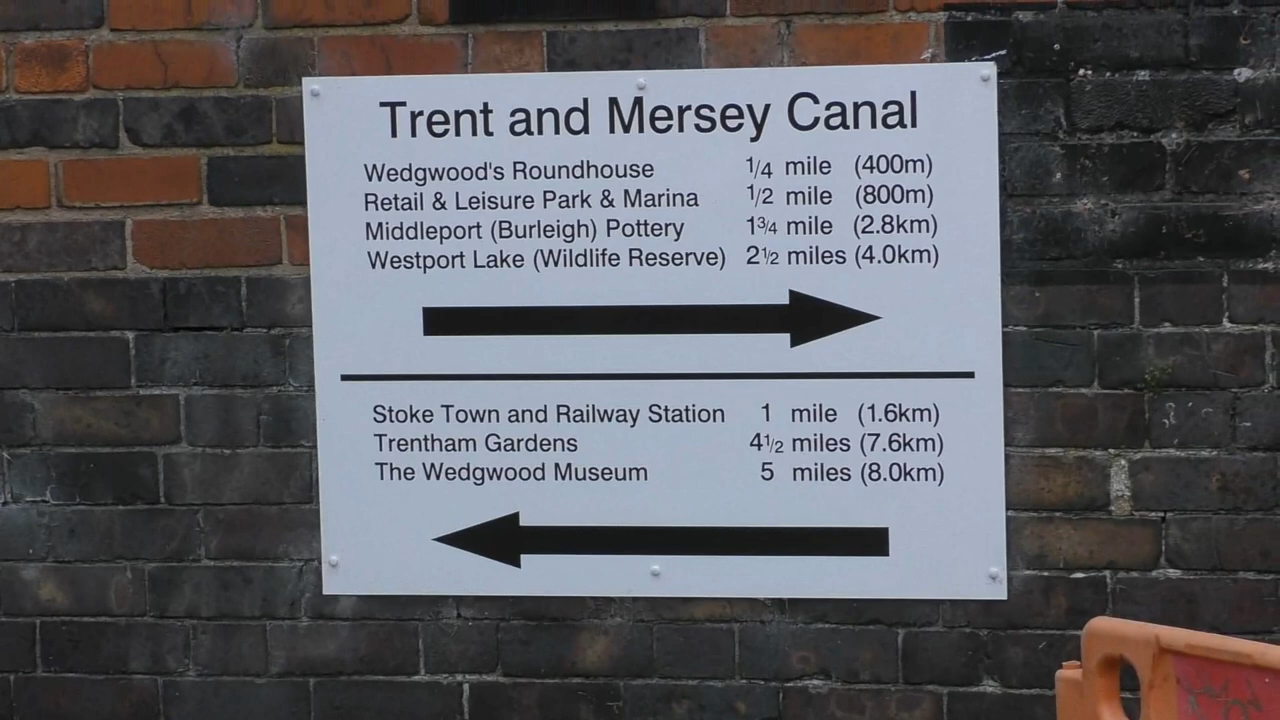 Trent and Mersey Canal
Wedgwood's Roundhouse 1/4 mile (400m)
Retail & Leisure Park & Marina 1/2 mile (800m)
Middleport (Burleigh) Pottery 13/4 mile (2.8km)
Westport Lake (Wildlife Reserve) 21/2 miles (4.0km)
Stoke Town and Railway Station 1 mile (1.6km)
Trentham Gardens 41/2 miles (7.6km)
The Wedgwood Museum 5 miles (8.0km)